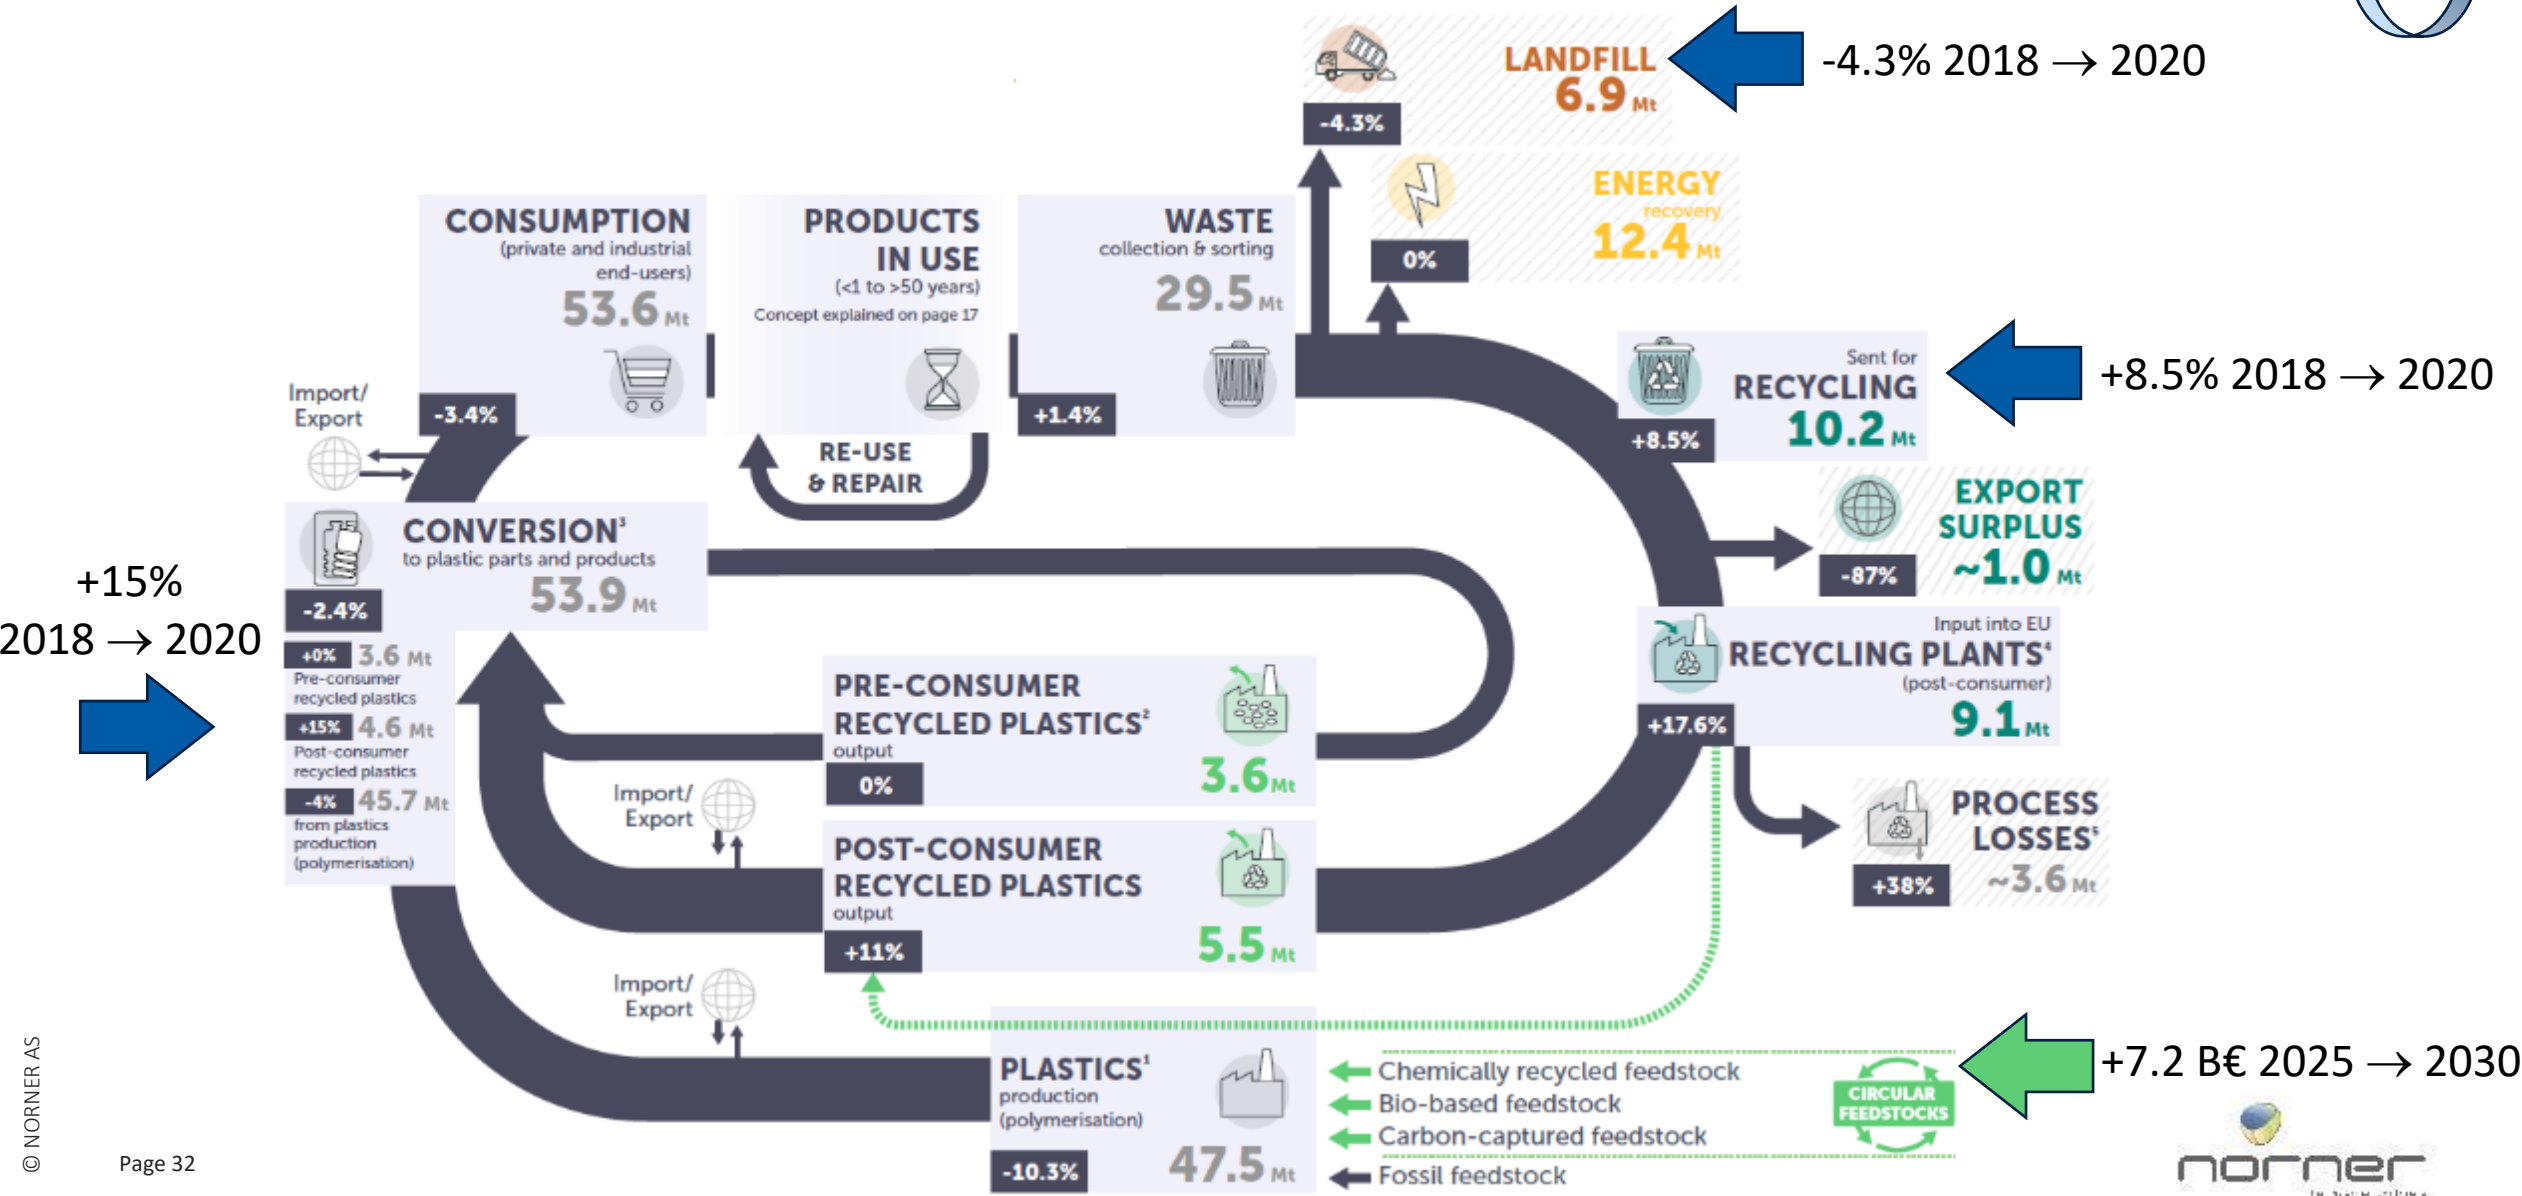 LANDFILL
6.9 Mt
-4.3%
-4.3% 2018 → 2020
ENERGY
recovery
12.4 Mt
0%
CONSUMPTION
(private and industrial
end-users)
53.6 Mt
-3.4%
PRODUCTS
IN USE
(<1 to >50 years)
Concept explained on page 17
RE-USE
& REPAIR
WASTE
collection & sorting
29.5 Mt
+1.4%
Sent for
RECYCLING
10.2 Mt
+8.5%
+8.5% 2018 → 2020
Import/
Export
EXPORT
SURPLUS
~1.0 Mt
-87%
CONVERSION³
to plastic parts and products
53.9 Mt
-2.4%
+0% 3.6 Mt
Pre-consumer
recycled plastics
+15% 4.6 Mt
Post-consumer
recycled plastics
-4% 45.7 Mt
from plastics
production
(polymerisation)
+15%
2018 → 2020
Input into EU
RECYCLING PLANTS⁴
(post-consumer)
9.1 Mt
+17.6%
PRE-CONSUMER
RECYCLED PLASTICS²
output
0%
3.6 Mt
Import/
Export
POST-CONSUMER
RECYCLED PLASTICS
output
+11%
5.5 Mt
PROCESS
LOSSES⁵
~3.6 Mt
+38%
Import/
Export
PLASTICS¹
production
(polymerisation)
-10.3%
47.5 Mt
Chemically recycled feedstock
Bio-based feedstock
Carbon-captured feedstock
Fossil feedstock
CIRCULAR
FEEDSTOCKS
+7.2 B€ 2025 → 2030
© NORNER AS
Page 32
norner